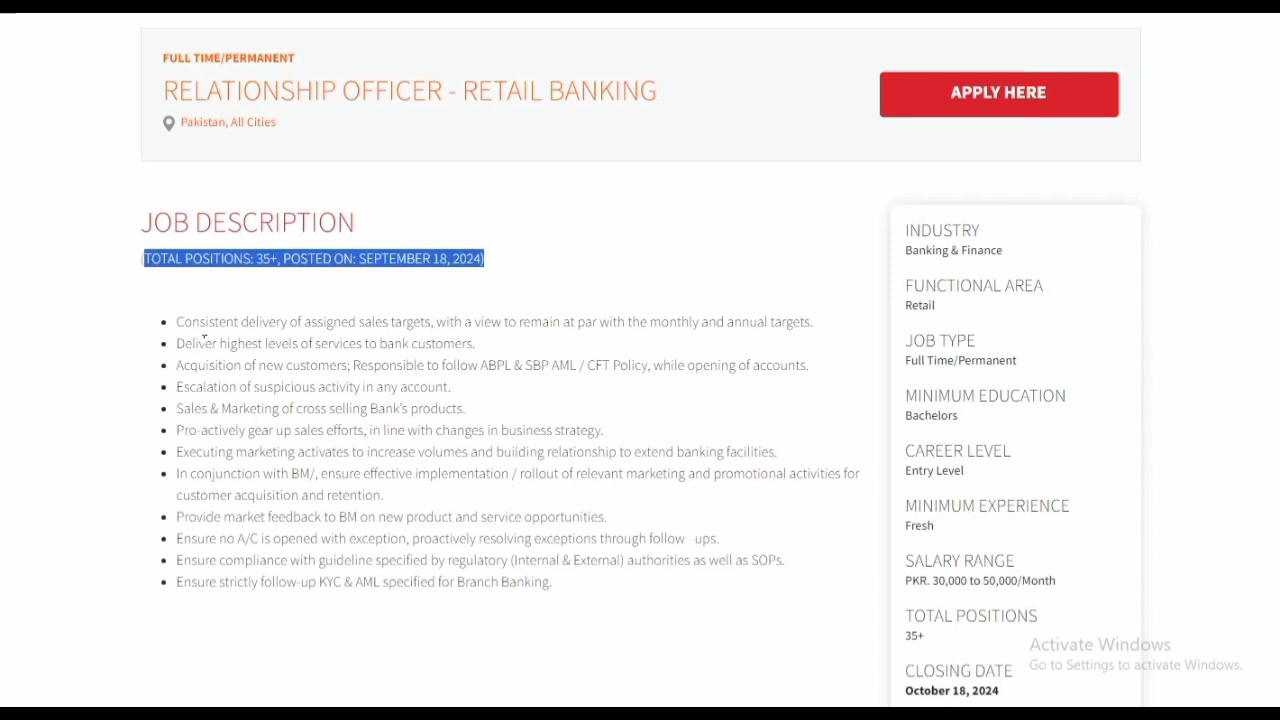 FULL TIME/PERMANENT
RELATIONSHIP OFFICER - RETAIL BANKING
Pakistan, All Cities
APPLY HERE
JOB DESCRIPTION
(TOTAL POSITIONS: 35+, POSTED ON: SEPTEMBER 18, 2024)
Consistent delivery of assigned sales targets, with a view to remain at par with the monthly and annual targets.
Deliver highest levels of services to bank customers.
Acquisition of new customers; Responsible to follow ABPL & SBP AML / CFT Policy, while opening of accounts.
Escalation of suspicious activity in any account.
Sales & Marketing of cross selling Bank's products.
Pro-actively gear up sales efforts, in line with changes in business strategy.
Executing marketing activates to increase volumes and building relationship to extend banking facilities.
In conjunction with BM/, ensure effective implementation / rollout of relevant marketing and promotional activities for
customer acquisition and retention.
Provide market feedback to BM on new product and service opportunities.
Ensure no A/C is opened with exception, proactively resolving exceptions through follow –ups.
Ensure compliance with guideline specified by regulatory (Internal & External) authorities as well as SOPs.
Ensure strictly follow-up KYC & AML specified for Branch Banking.
INDUSTRY
Banking & Finance
FUNCTIONAL AREA
Retail
JOB TYPE
Full Time/Permanent
MINIMUM EDUCATION
Bachelors
CAREER LEVEL
Entry Level
MINIMUM EXPERIENCE
Fresh
SALARY RANGE
PKR. 30,000 to 50,000/Month
TOTAL POSITIONS
35+
CLOSING DATE
October 18, 2024
Activate Windows
Go to Settings to activate Windows.